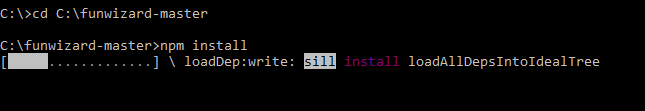 C:\>cd C:\funwizard-master
C:\funwizard-master>npm install
[     .............] \ loadDep:write: sill install loadAllDepsIntoIdealTree